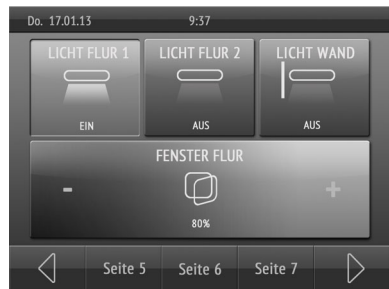 Do. 17.01.13 9:37
LICHT FLUR 1 LICHT FLUR 2 LICHT WAND
EIN AUS AUS
FENSTER FLUR
- +
80%
Seite 5 Seite 6 Seite 7